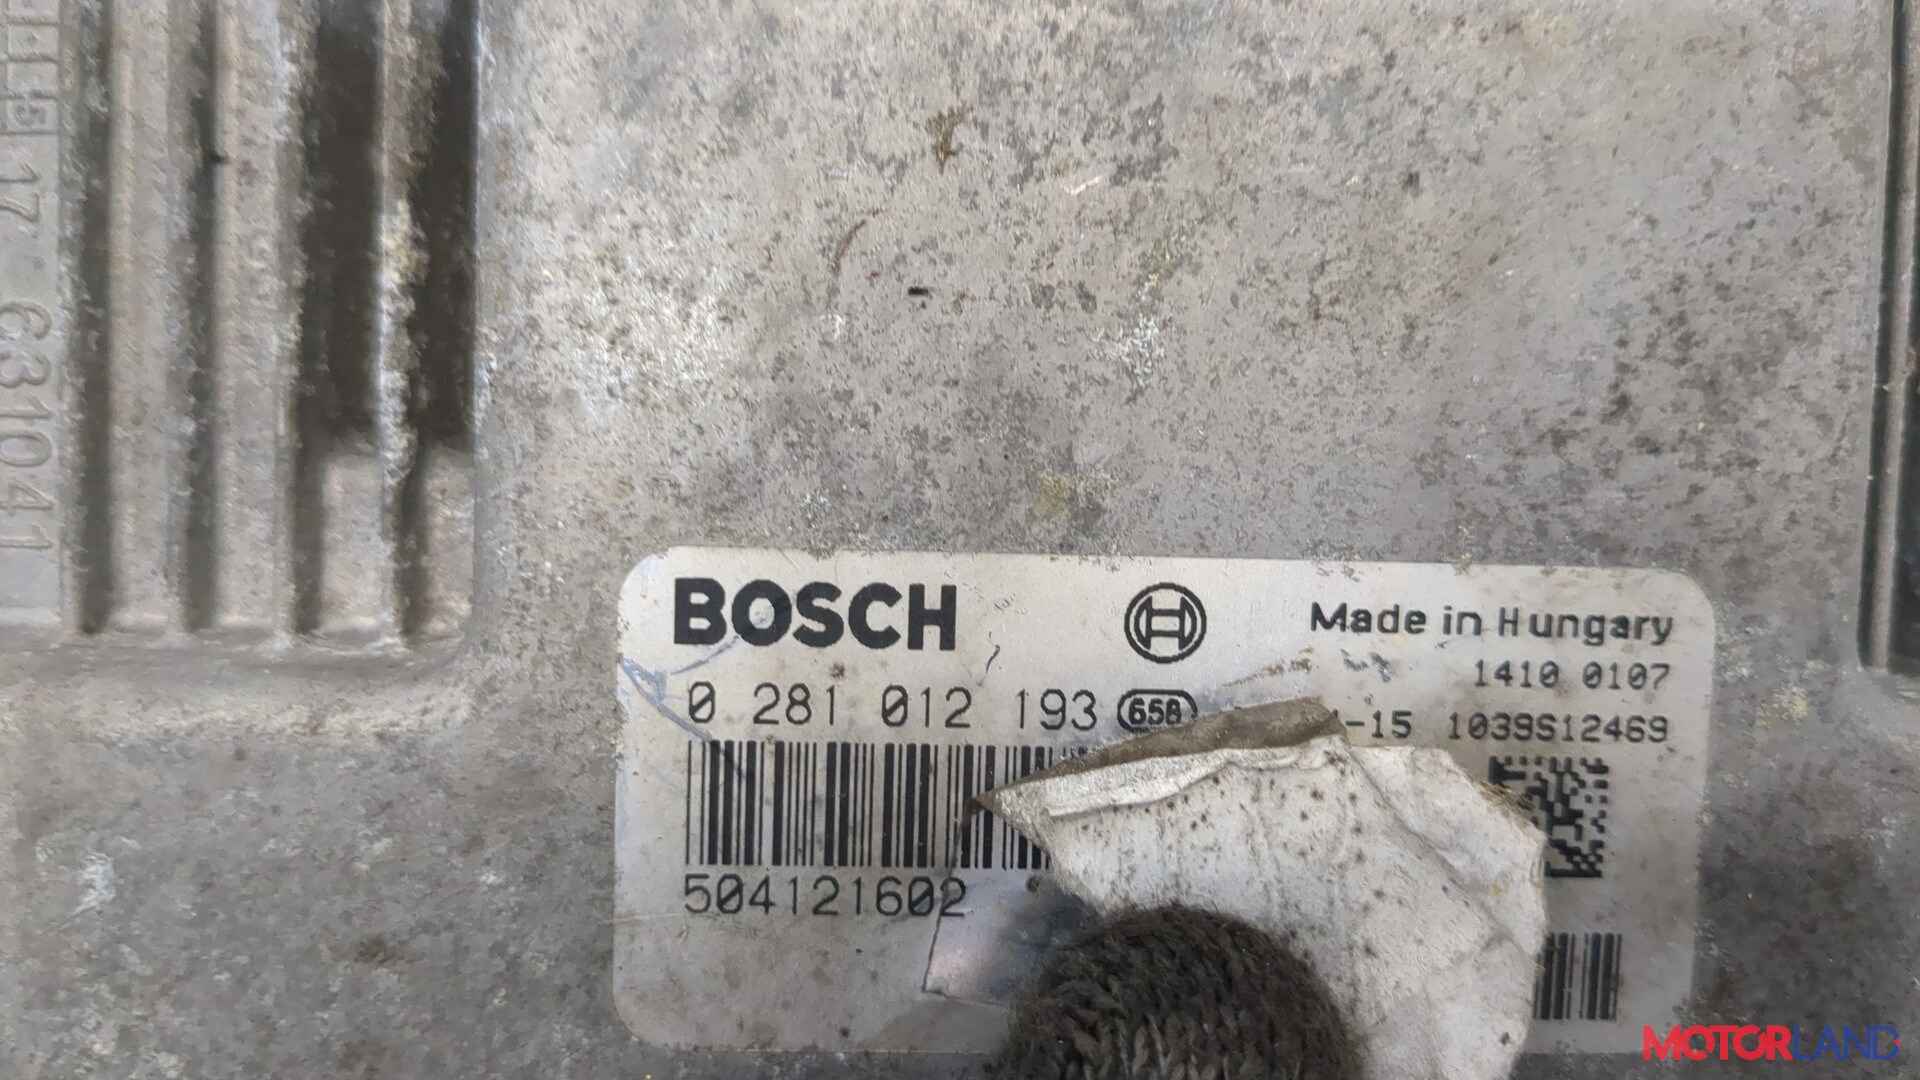 BOSCH
Made in Hungary
1410 0107
0 281 012 193 658
-15 1039S12469
504121602
17 631041
MOTORLAND